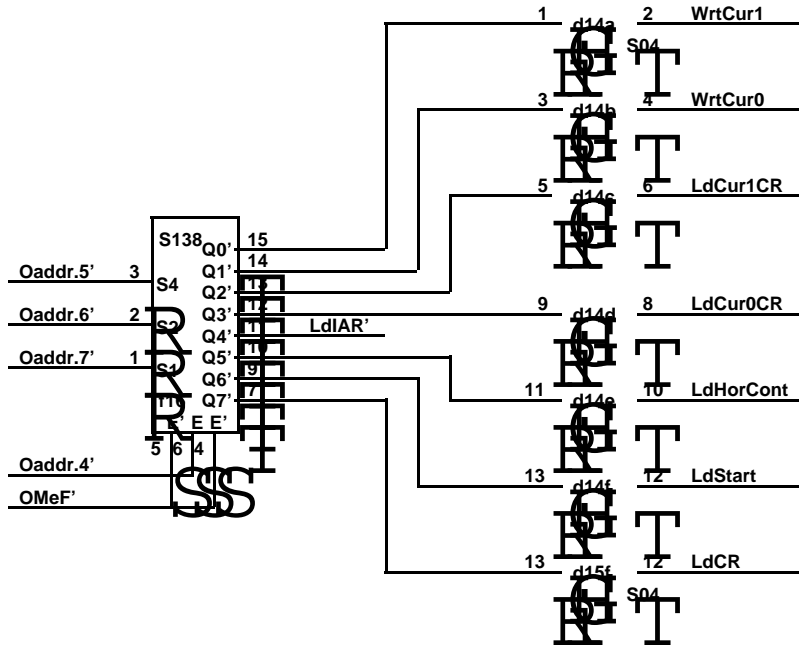 1 d14a 2 WrtCur1
S04
3 d14b 4 WrtCur0
5 d14c 6 LdCur1CR
S138 Q0' 15
Q1' 14
Oaddr.5' 3 S4 Q2' 13
Oaddr.6' 2 S2 Q3' 12 9 d14d 8 LdCur0CR
Q4' 11 LdIAR'
Oaddr.7' 1 S1 Q5' 10
Q6' 9
Q7' 7 11 d14e 10 LdHorCont
E' E E'
5 6 4
Oaddr.4' 13 d14f 12 LdStart
OMeF'
13 d15f 12 LdCR
S04